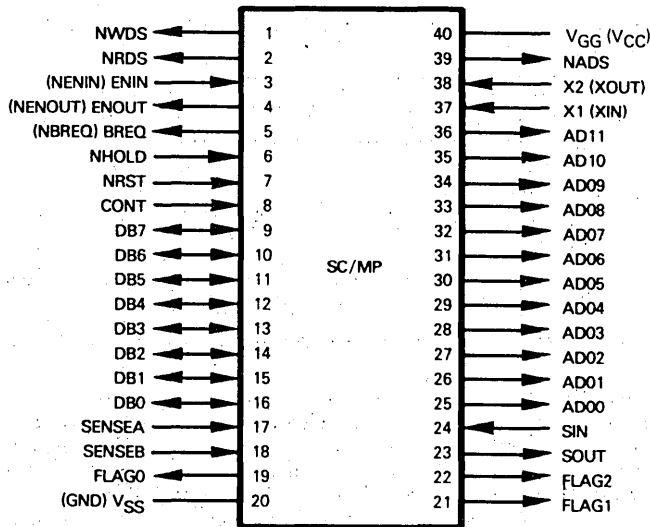 NWDS 1 40 VGG (VCC)
NRDS 2 39 NADS
(NENIN) ENIN 3 38 X2 (XOUT)
(NENOUT) ENOUT 4 37 X1 (XIN)
(NBREQ) BREQ 5 36 AD11
NHOLD 6 35 AD10
NRST 7 34 AD09
CONT 8 33 AD08
DB7 9 32 AD07
DB6 10 31 AD06
SC/MP
DB5 11 30 AD05
DB4 12 29 AD04
DB3 13 28 AD03
DB2 14 27 AD02
DB1 15 26 AD01
DB0 16 25 AD00
SENSEA 17 24 SIN
SENSEB 18 23 SOUT
FLAG0 19 22 FLAG2
(GND) VSS 20 21 FLAG1